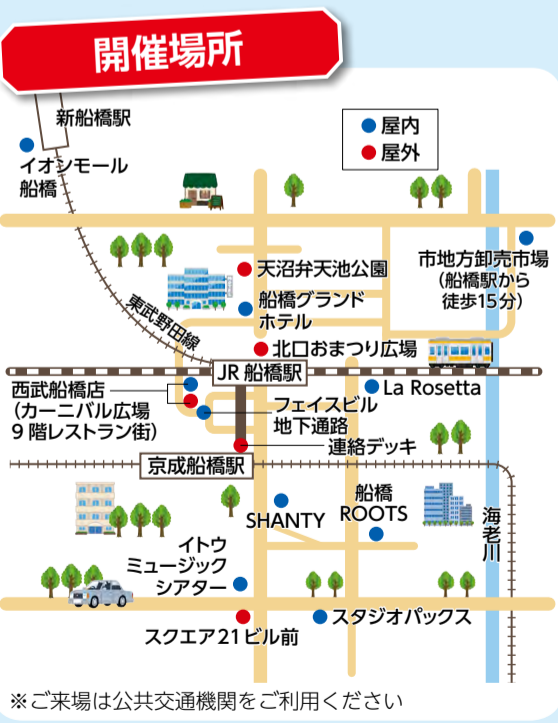 開催場所
新船橋駅
イオンモール
船橋
屋内
屋外
市地方卸売市場
（船橋駅から
徒歩15分）
天沼弁天池公園
船橋グランド
ホテル
東武野田線
北口おまつり広場
JR 船橋駅
西武船橋店
（カーニバル広場
９階レストラン街）
La Rosetta
フェイスビル
地下通路
連絡デッキ
京成船橋駅
SHANTY
船橋
ROOTS
海老川
イトウ
ミュージック
シアター
スクエア21ビル前
スタジオパックス
※ご来場は公共交通機関をご利用ください